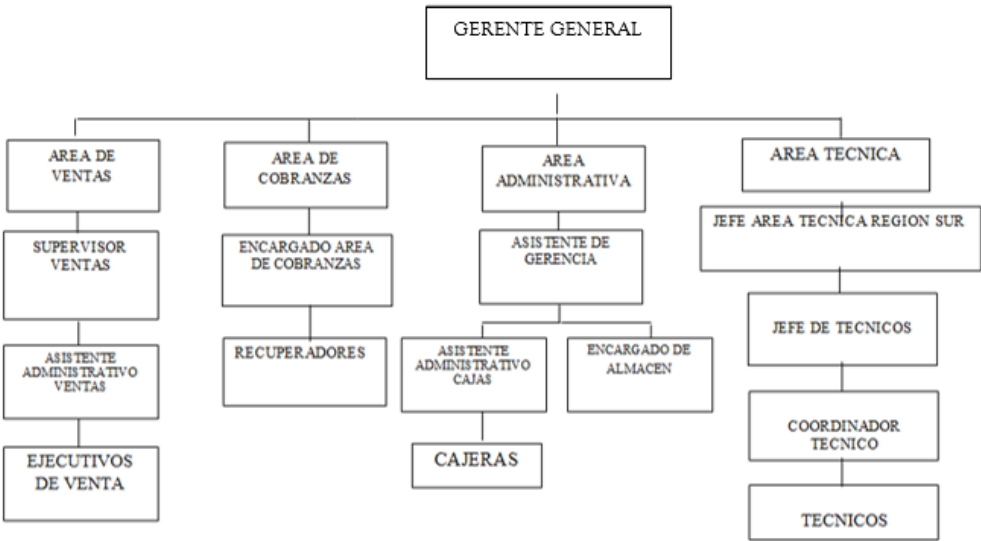 GERENTE GENERAL
AREA DE
VENTAS
SUPERVISOR
VENTAS
ASISTENTE
ADMINISTRATIVO
VENTAS
EJECUTIVOS
DE VENTA
AREA DE
COBRANZAS
ENCARGADO AREA
DE COBRANZAS
RECUPERADORES
AREA
ADMINISTRATIVA
ASISTENTE DE
GERENCIA
ASISTENTE
ADMINISTRATIVO
CAJAS
CAJERAS
ENCARGADO DE
ALMACEN
AREA TECNICA
JEFE AREA TECNICA REGION SUR
JEFE DE TECNICOS
COORDINADOR
TECNICO
TECNICOS